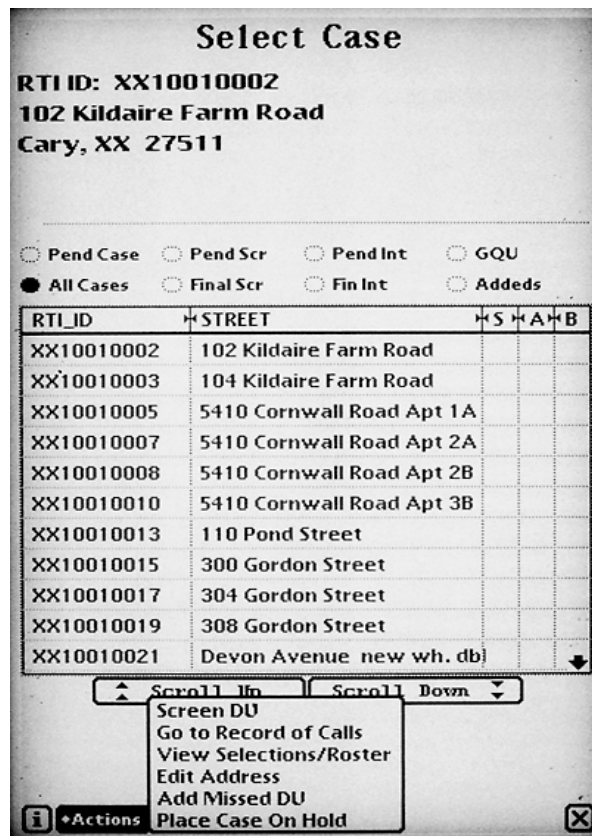 Select Case
RTI ID: XX10010002
102 Kildaire Farm Road
Cary, XX 27511
Pend Case Pend Scr Pend Int GQU
All Cases Final Scr Fin Int Addeds
RTI_ID STREET S A B
XX10010002 102 Kildaire Farm Road
XX10010003 104 Kildaire Farm Road
XX10010005 5410 Cornwall Road Apt 1A
XX10010007 5410 Cornwall Road Apt 2A
XX10010008 5410 Cornwall Road Apt 2B
XX10010010 5410 Cornwall Road Apt 3B
XX10010013 110 Pond Street
XX10010015 300 Gordon Street
XX10010017 304 Gordon Street
XX10010019 308 Gordon Street
XX10010021 Devon Avenue new wh. dbl
Scroll Up Scroll Down
Screen DU
Go to Record of Calls
View Selections/Roster
Edit Address
Add Missed DU
i Actions Place Case On Hold X